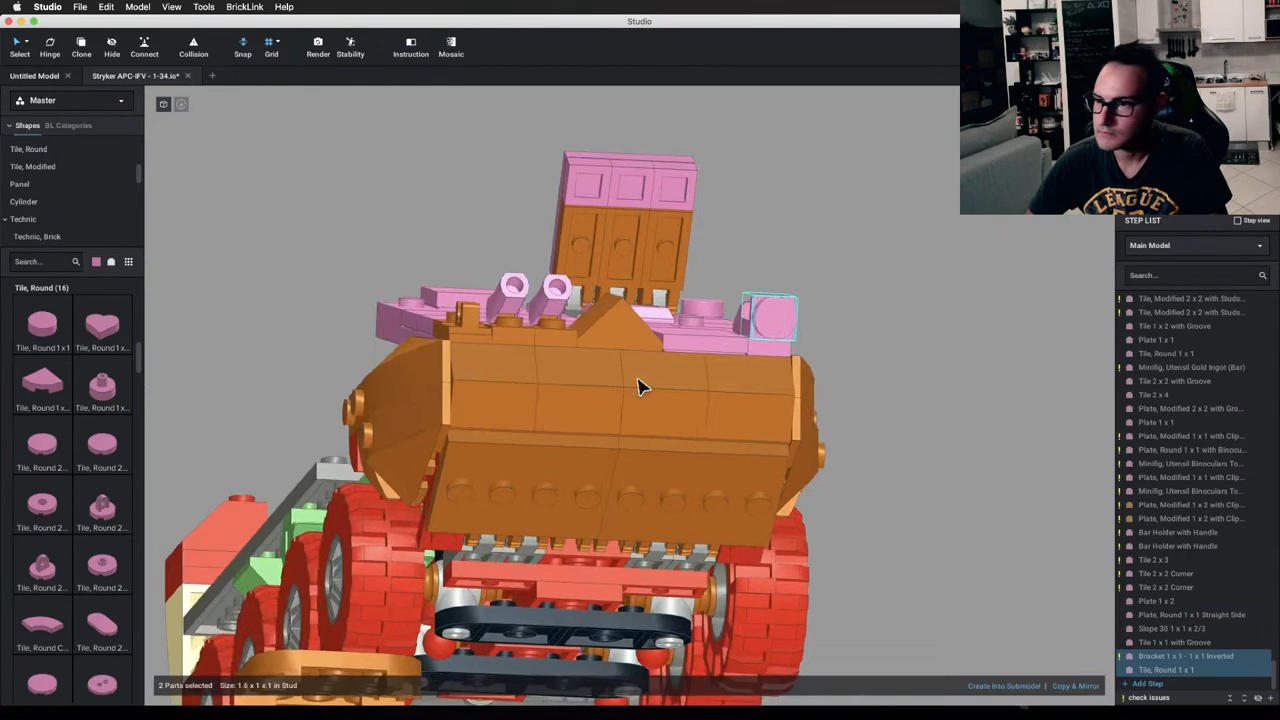 Studio File Edit Model View Tools BrickLink Help
Studio
Select Hinge Clone Hide Connect Collision Snap Grid Render Stability Instruction Mosaic
Untitled Model Stryker APC-IFV - 1-34.io*
Master
Shapes BL Categories
Tile, Round
Tile, Modified
Panel
Cylinder
Technic
Technic, Brick
Search...
Tile, Round (16)
Tile, Round 1 x 1 Tile, Round 1x...
Tile, Round 1x... Tile, Round 1x...
Tile, Round 2... Tile, Round 2...
Tile, Round 2... Tile, Round 2...
Tile, Round 2... Tile, Round 2...
Tile, Round C... Tile, Round C...
LEAGUE
STEP LIST Step view
Main Model
Search...
Tile, Modified 2 x 2 with Studs...
Tile, Modified 2 x 2 with Studs...
Tile 1 x 2 with Groove
Plate 1 x 1
Tile, Round 1 x 1
Minifig, Utensil Gold Ingot (Bar)
Tile 2 x 2 with Groove
Tile 2 x 4
Plate, Modified 2 x 2 with Gro...
Plate 1 x 1
Plate, Modified 1 x 1 with Clip...
Plate, Round 1 x 1 with Binocu...
Minifig, Utensil Binoculars To...
Plate, Modified 1 x 1 with Clip...
Minifig, Utensil Binoculars To...
Plate, Modified 1 x 2 with Clip...
Plate, Modified 1 x 2 with Clip...
Bar Holder with Handle
Bar Holder with Handle
Tile 2 x 3
Tile 2 x 2 Corner
Tile 2 x 2 Corner
Plate 1 x 2
Plate, Round 1 x 1 Straight Side
Slope 30 1 x 1 x 2/3
Tile 1 x 1 with Groove
Bracket 1 x 1 - 1 x 1 Inverted
Tile, Round 1 x 1
+ Add Step
check issues
2 Parts selected Size: 1.6 x 1 x 1 in Stud Create Into Submodel | Copy & Mirror